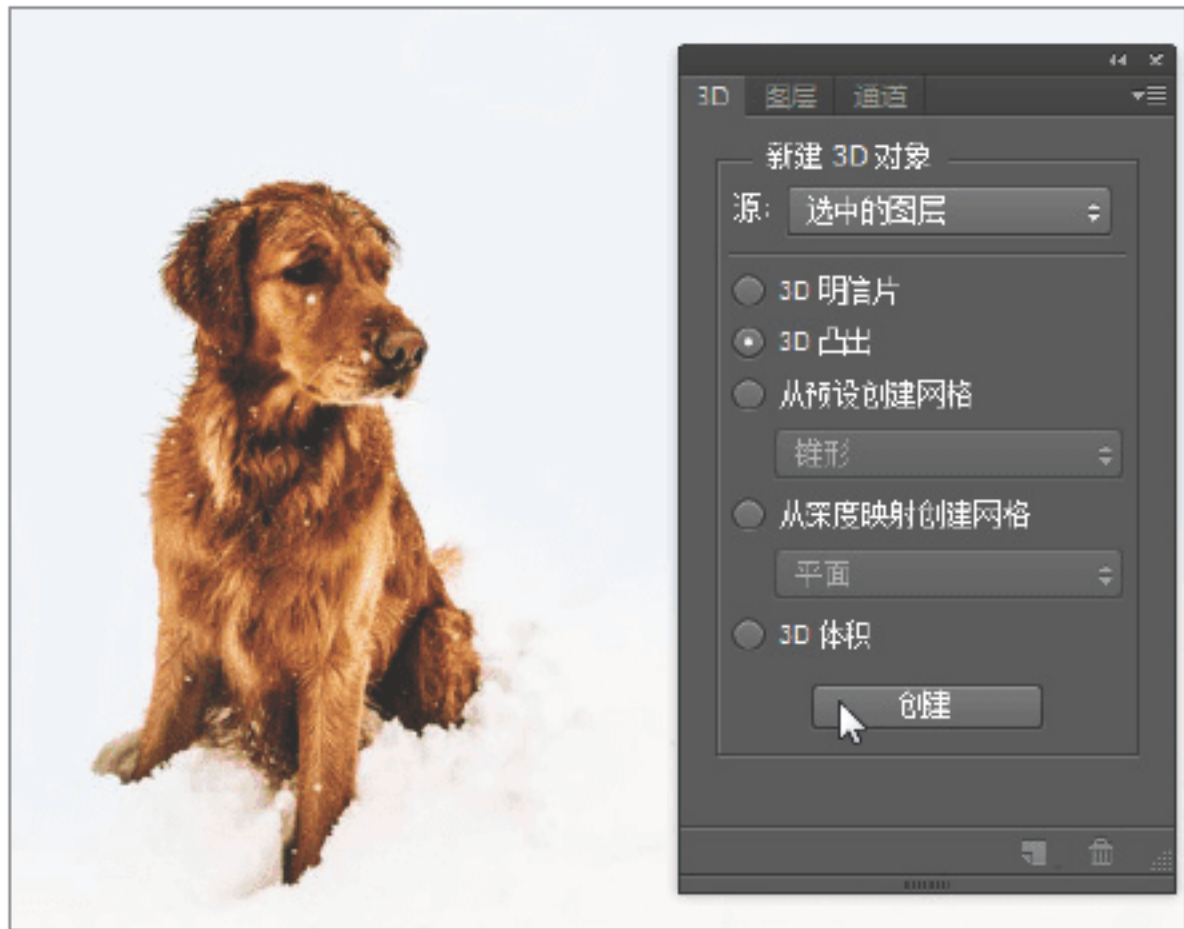 3D 图层 通道
新建 3D 对象
源: 选中的图层
3D 明信片
3D 凸出
从预设创建网格
锥形
从深度映射创建网格
平面
3D 体积
创建